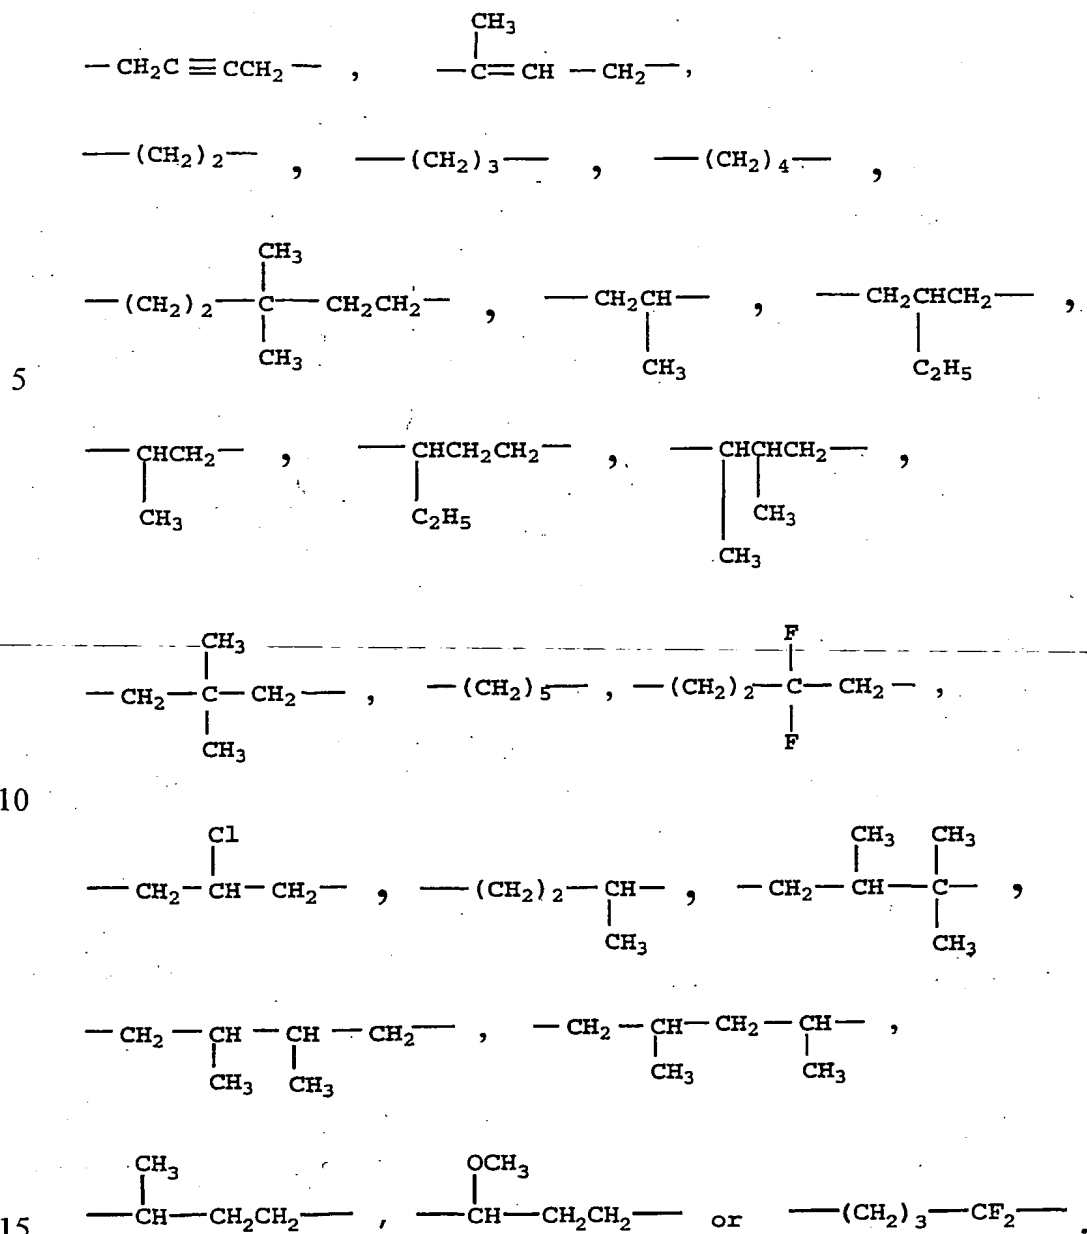 CH₃
— CH₂C≡CCH₂ — , —C=CH —CH₂—,
—(CH₂)₂— , —(CH₂)₃— , —(CH₂)₄— ,
CH₃
—(CH₂)₂—C—CH₂CH₂— , —CH₂CH— , —CH₂CHCH₂— ,
CH₃ CH₃ C₂H₅
5
—CHCH₂— , —CHCH₂CH₂— , —CHCHCH₂— ,
CH₃ C₂H₅ CH₃
CH₃
CH₃ F
—CH₂—C—CH₂— , —(CH₂)₅— , —(CH₂)₂—C—CH₂— ,
CH₃ F
10
Cl CH₃ CH₃
—CH₂—CH—CH₂— , —(CH₂)₂—CH— , —CH₂—CH—C— ,
CH₃ CH₃
—CH₂—CH—CH—CH₂— , —CH₂—CH—CH₂—CH— ,
CH₃ CH₃ CH₃ CH₃
CH₃ OCH₃
15 —CH—CH₂CH₂— , —CH—CH₂CH₂— or —(CH₂)₃—CF₂— .